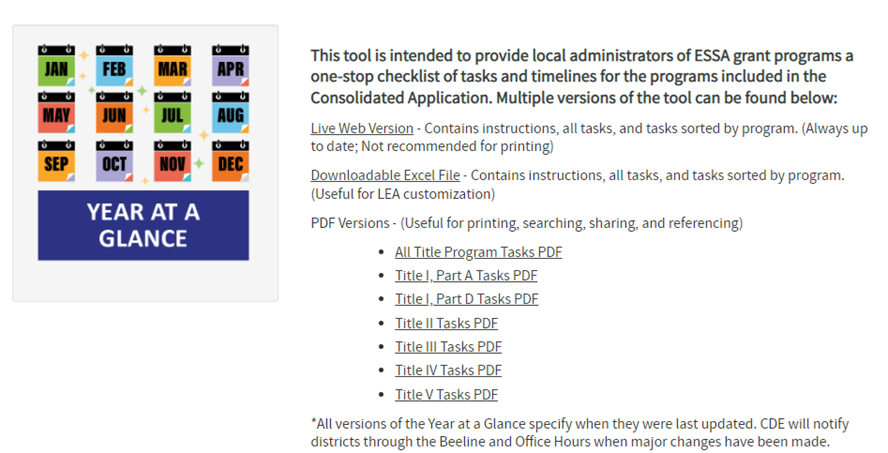 JAN FEB MAR APR
MAY JUN JUL AUG
SEP OCT NOV DEC
YEAR AT A
GLANCE
This tool is intended to provide local administrators of ESSA grant programs a
one-stop checklist of tasks and timelines for the programs included in the
Consolidated Application. Multiple versions of the tool can be found below:
Live Web Version - Contains instructions, all tasks, and tasks sorted by program. (Always up
to date; Not recommended for printing)
Downloadable Excel File - Contains instructions, all tasks, and tasks sorted by program.
(Useful for LEA customization)
PDF Versions - (Useful for printing, searching, sharing, and referencing)
• All Title Program Tasks PDF
• Title I, Part A Tasks PDF
• Title I, Part D Tasks PDF
• Title II Tasks PDF
• Title III Tasks PDF
• Title IV Tasks PDF
• Title V Tasks PDF
*All versions of the Year at a Glance specify when they were last updated. CDE will notify
districts through the Beeline and Office Hours when major changes have been made.